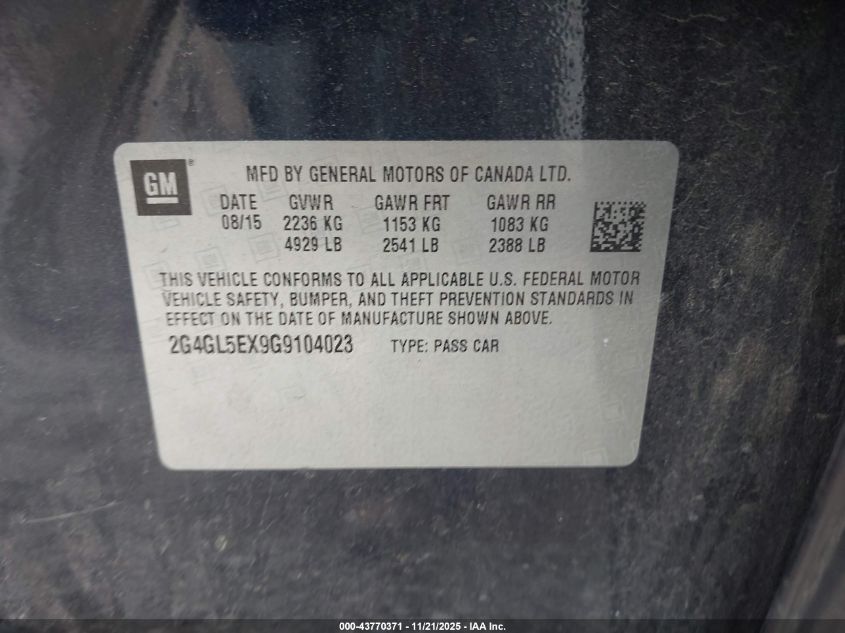 GM ®
MFD BY GENERAL MOTORS OF CANADA LTD.
DATE GVWR GAWR FRT GAWR RR
08/15 2236 KG 1153 KG 1083 KG
4929 LB 2541 LB 2388 LB
THIS VEHICLE CONFORMS TO ALL APPLICABLE U.S. FEDERAL MOTOR
VEHICLE SAFETY, BUMPER, AND THEFT PREVENTION STANDARDS IN
EFFECT ON THE DATE OF MANUFACTURE SHOWN ABOVE.
2G4GL5EX9G9104023 TYPE: PASS CAR
000-43770371 - 11/21/2025 - IAA Inc.